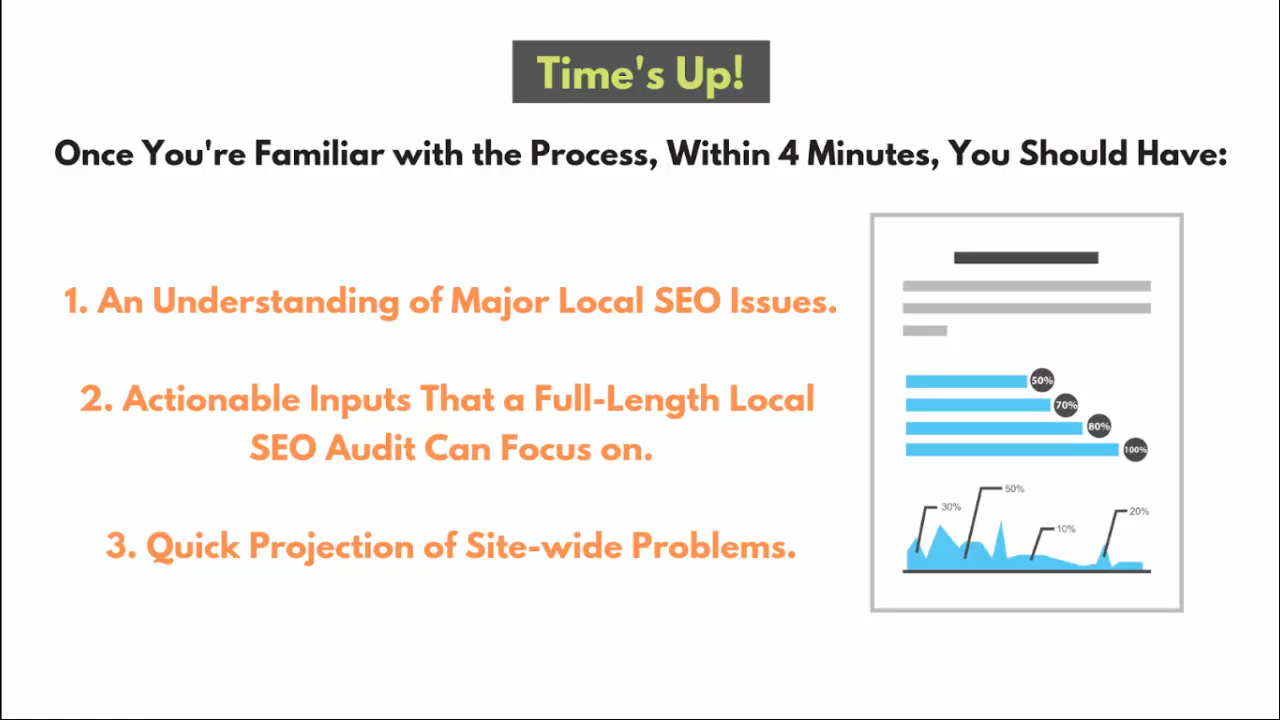 Time's Up!
Once You're Familiar with the Process, Within 4 Minutes, You Should Have:
1. An Understanding of Major Local SEO Issues.
2. Actionable Inputs That a Full-Length Local
SEO Audit Can Focus on.
3. Quick Projection of Site-wide Problems.
50%
70%
80%
100%
30%
50%
10%
20%